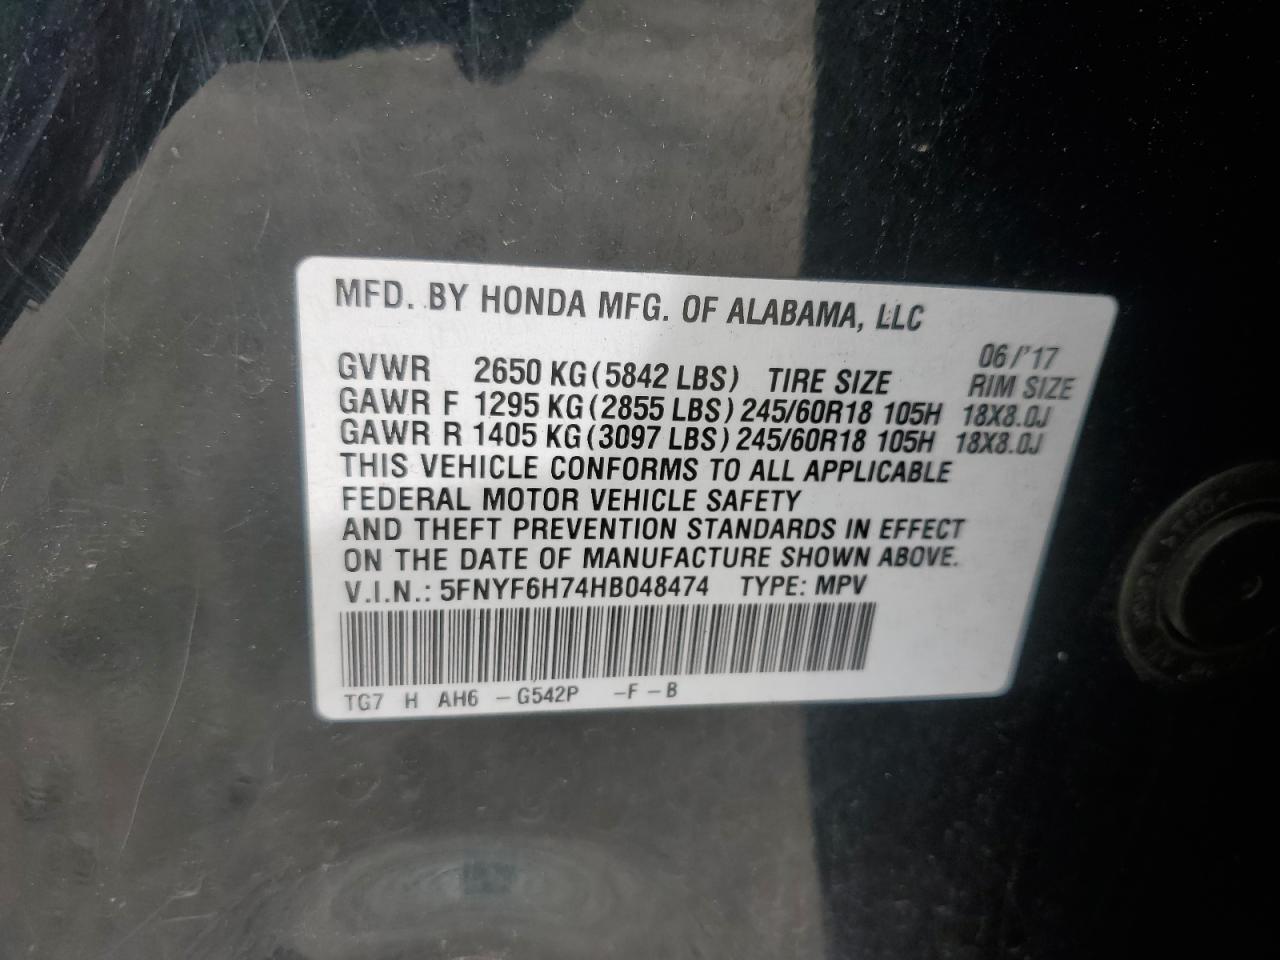 MFD. BY HONDA MFG. OF ALABAMA, LLC
06/'17
GVWR 2650 KG(5842 LBS) TIRE SIZE RIM SIZE
GAWR F 1295 KG(2855 LBS) 245/60R18 105H 18X8.0J
GAWR R 1405 KG(3097 LBS) 245/60R18 105H 18X8.0J
THIS VEHICLE CONFORMS TO ALL APPLICABLE
FEDERAL MOTOR VEHICLE SAFETY
AND THEFT PREVENTION STANDARDS IN EFFECT
ON THE DATE OF MANUFACTURE SHOWN ABOVE.
V.I.N.: 5FNYF6H74HB048474 TYPE: MPV
TG7 H AH6 -G542P -F-B